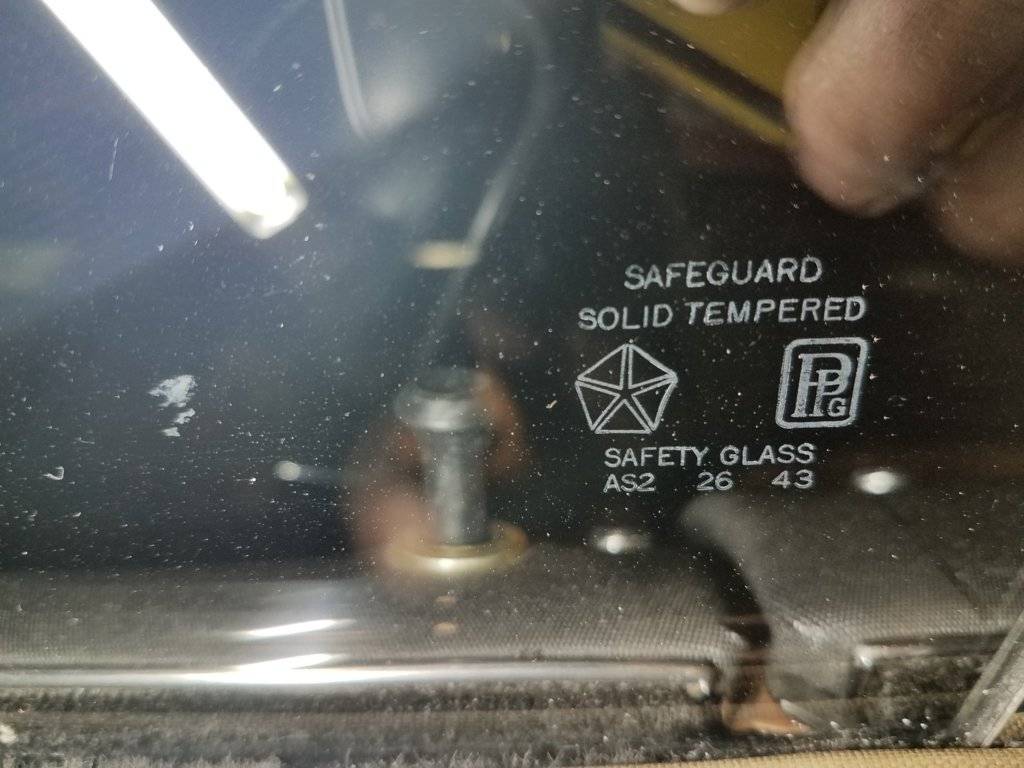 SAFEGUARD
SOLID TEMPERED
PPG
SAFETY GLASS
AS2 26 43